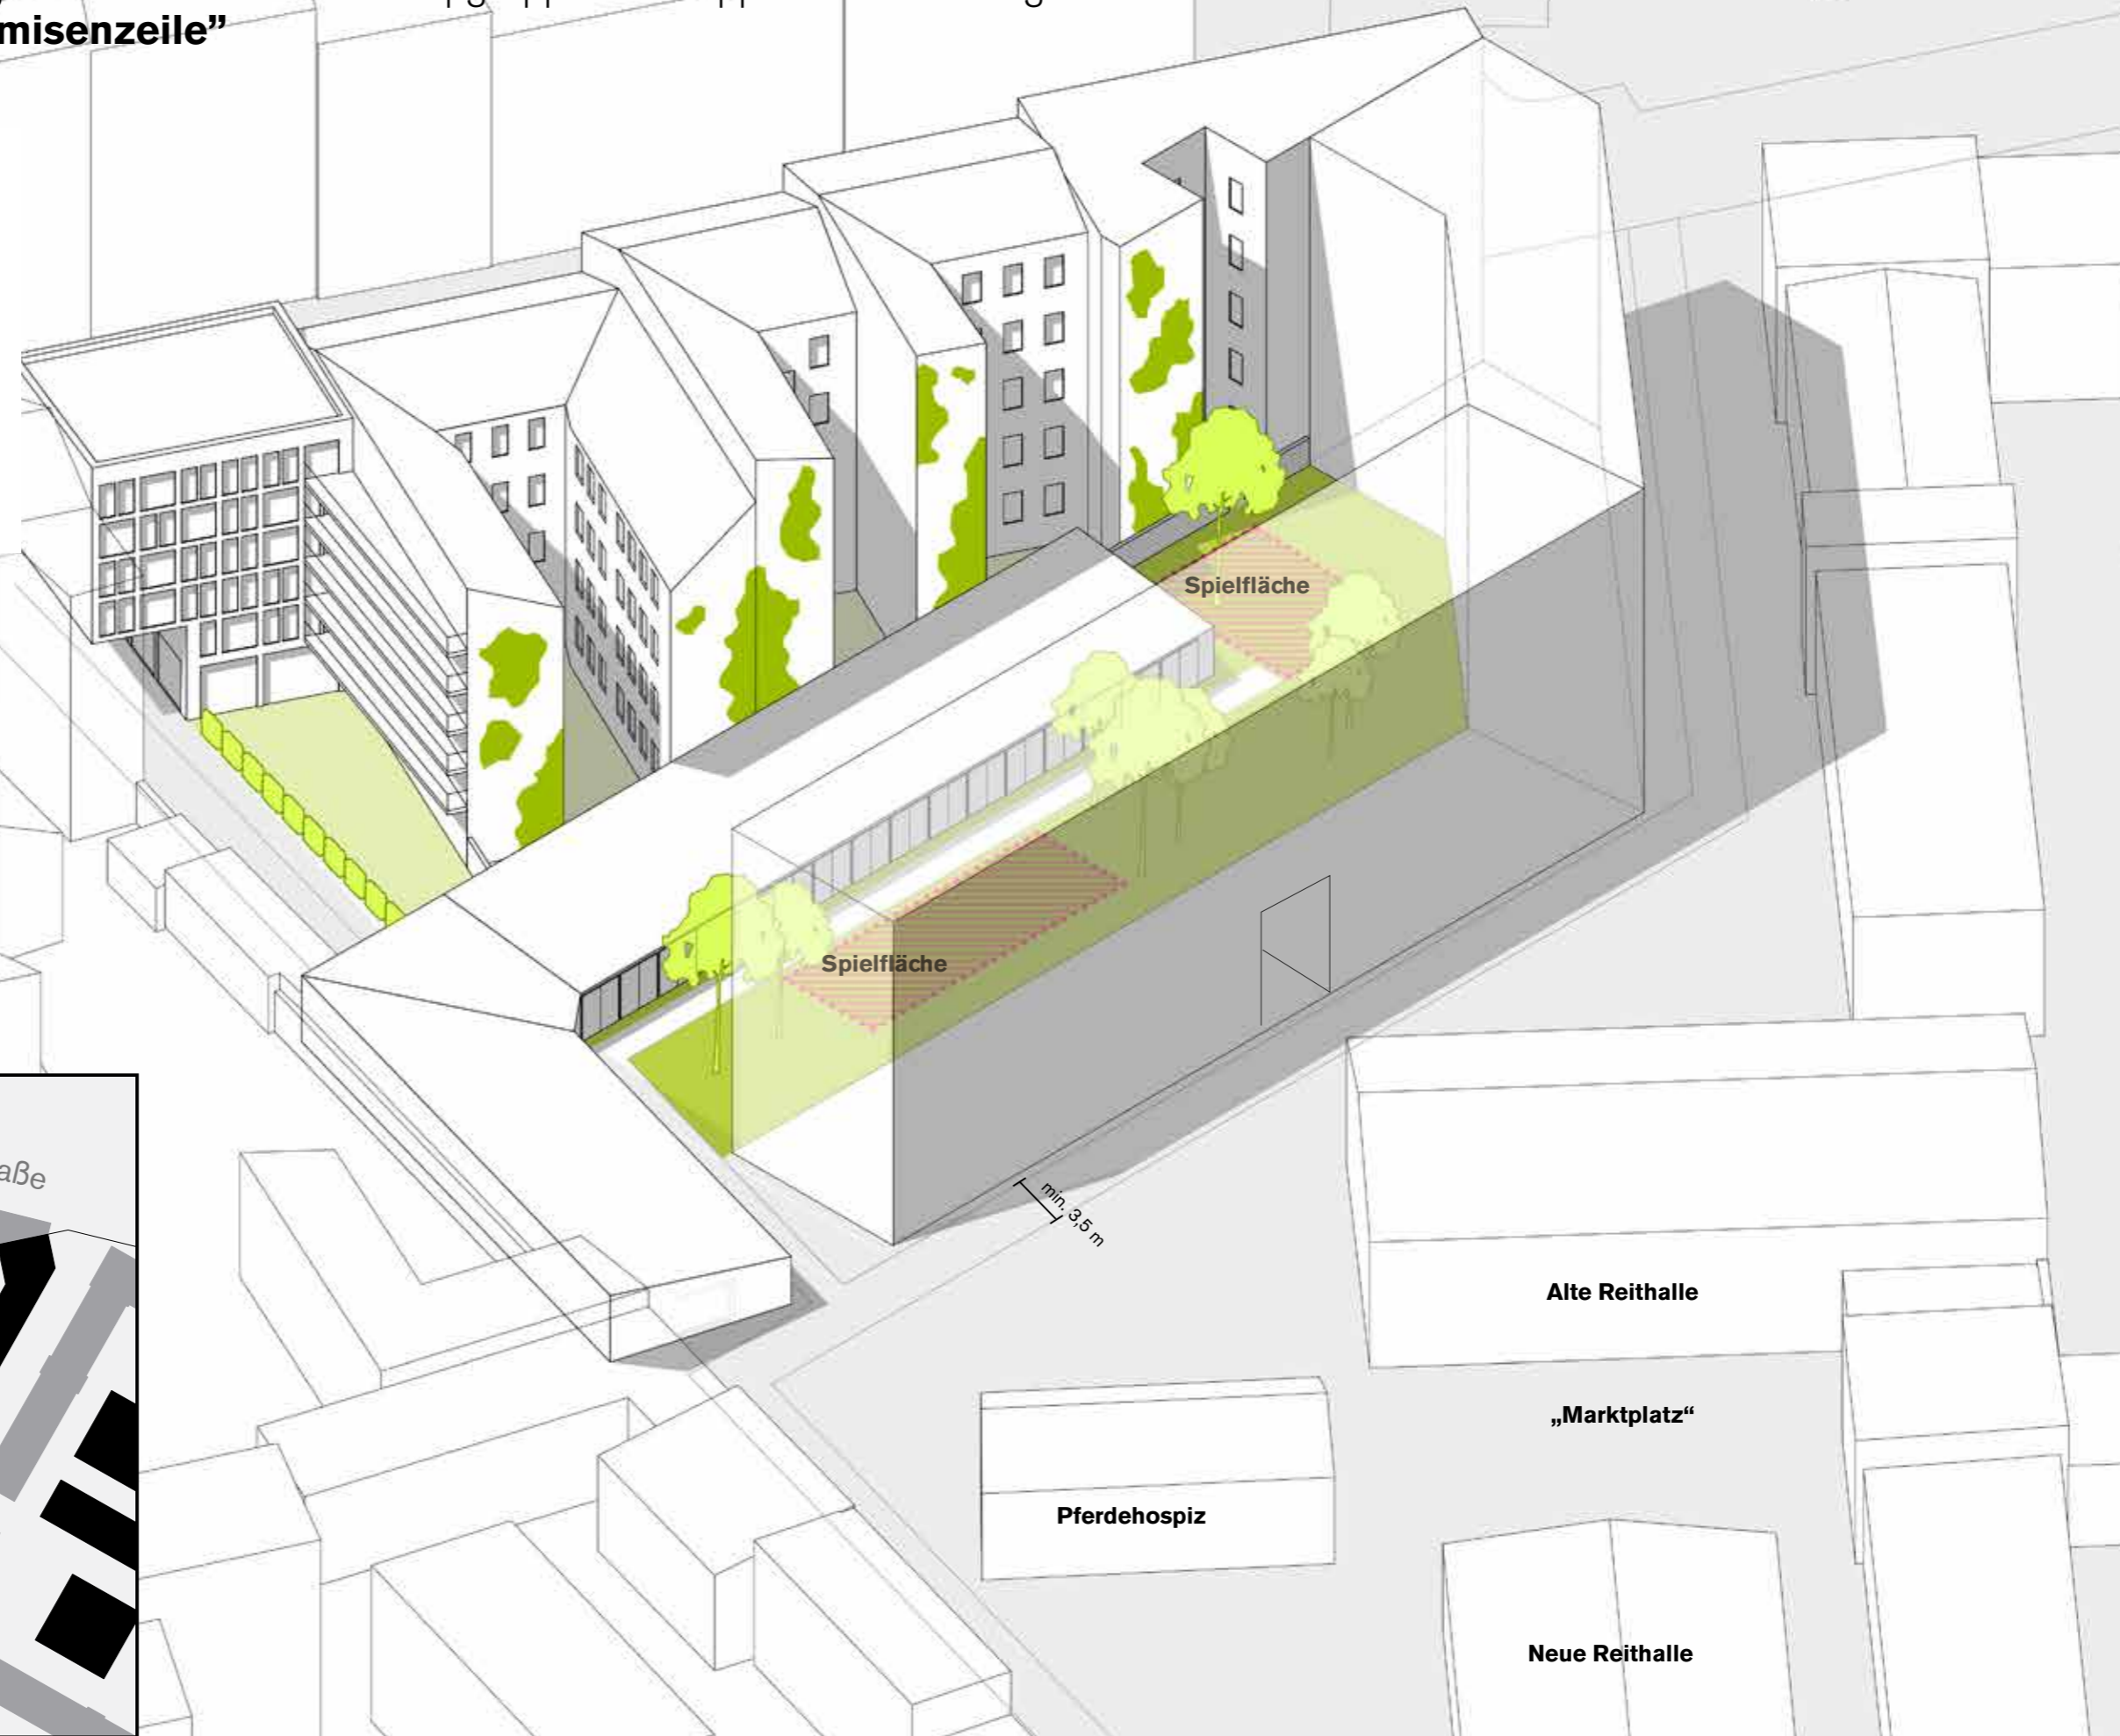 misenzeile”
Spielfläche
Spielfläche
min. 3,5 m
aße
Alte Reithalle
„Marktplatz“
Pferdehospiz
Neue Reithalle